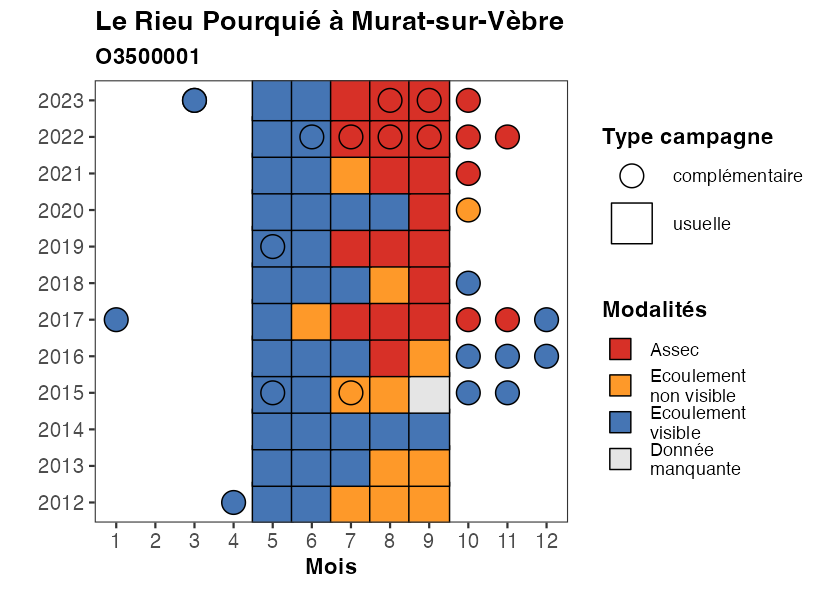 Le Rieu Pourquié à Murat-sur-Vèbre
O3500001
2023
2022
2021
2020
2019
2018
2017
2016
2015
2014
2013
2012
1 2 3 4 5 6 7 8 9 10 11 12
Mois
Type campagne
complémentaire
usuelle
Modalités
Assec
Ecoulement
non visible
Ecoulement
visible
Donnée
manquante